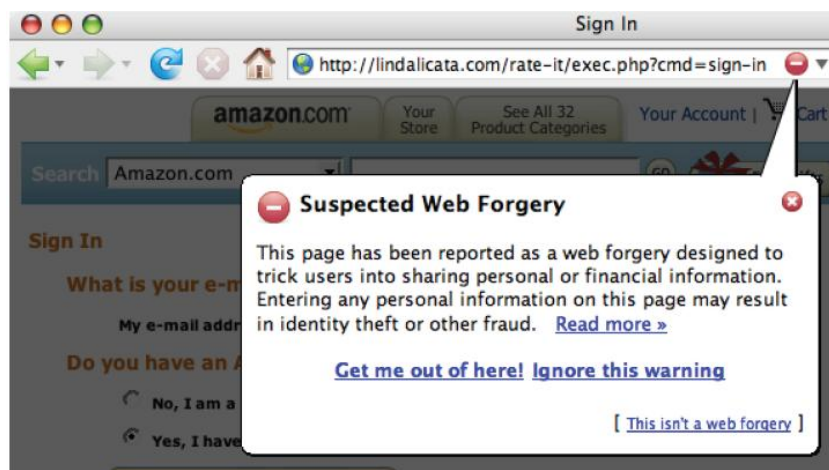 Sign In
http://lindalicata.com/rate-it/exec.php?cmd=sign-in
amazon.com
Your Store
See All 32 Product Categories
Your Account | Cart
Search Amazon.com
GO
Suspected Web Forgery
This page has been reported as a web forgery designed to
trick users into sharing personal or financial information.
Entering any personal information on this page may result
in identity theft or other fraud. Read more »
Get me out of here! Ignore this warning
[ This isn't a web forgery ]
Sign In
What is your
My e-mail
Do you have an
No, I am a
Yes, I have